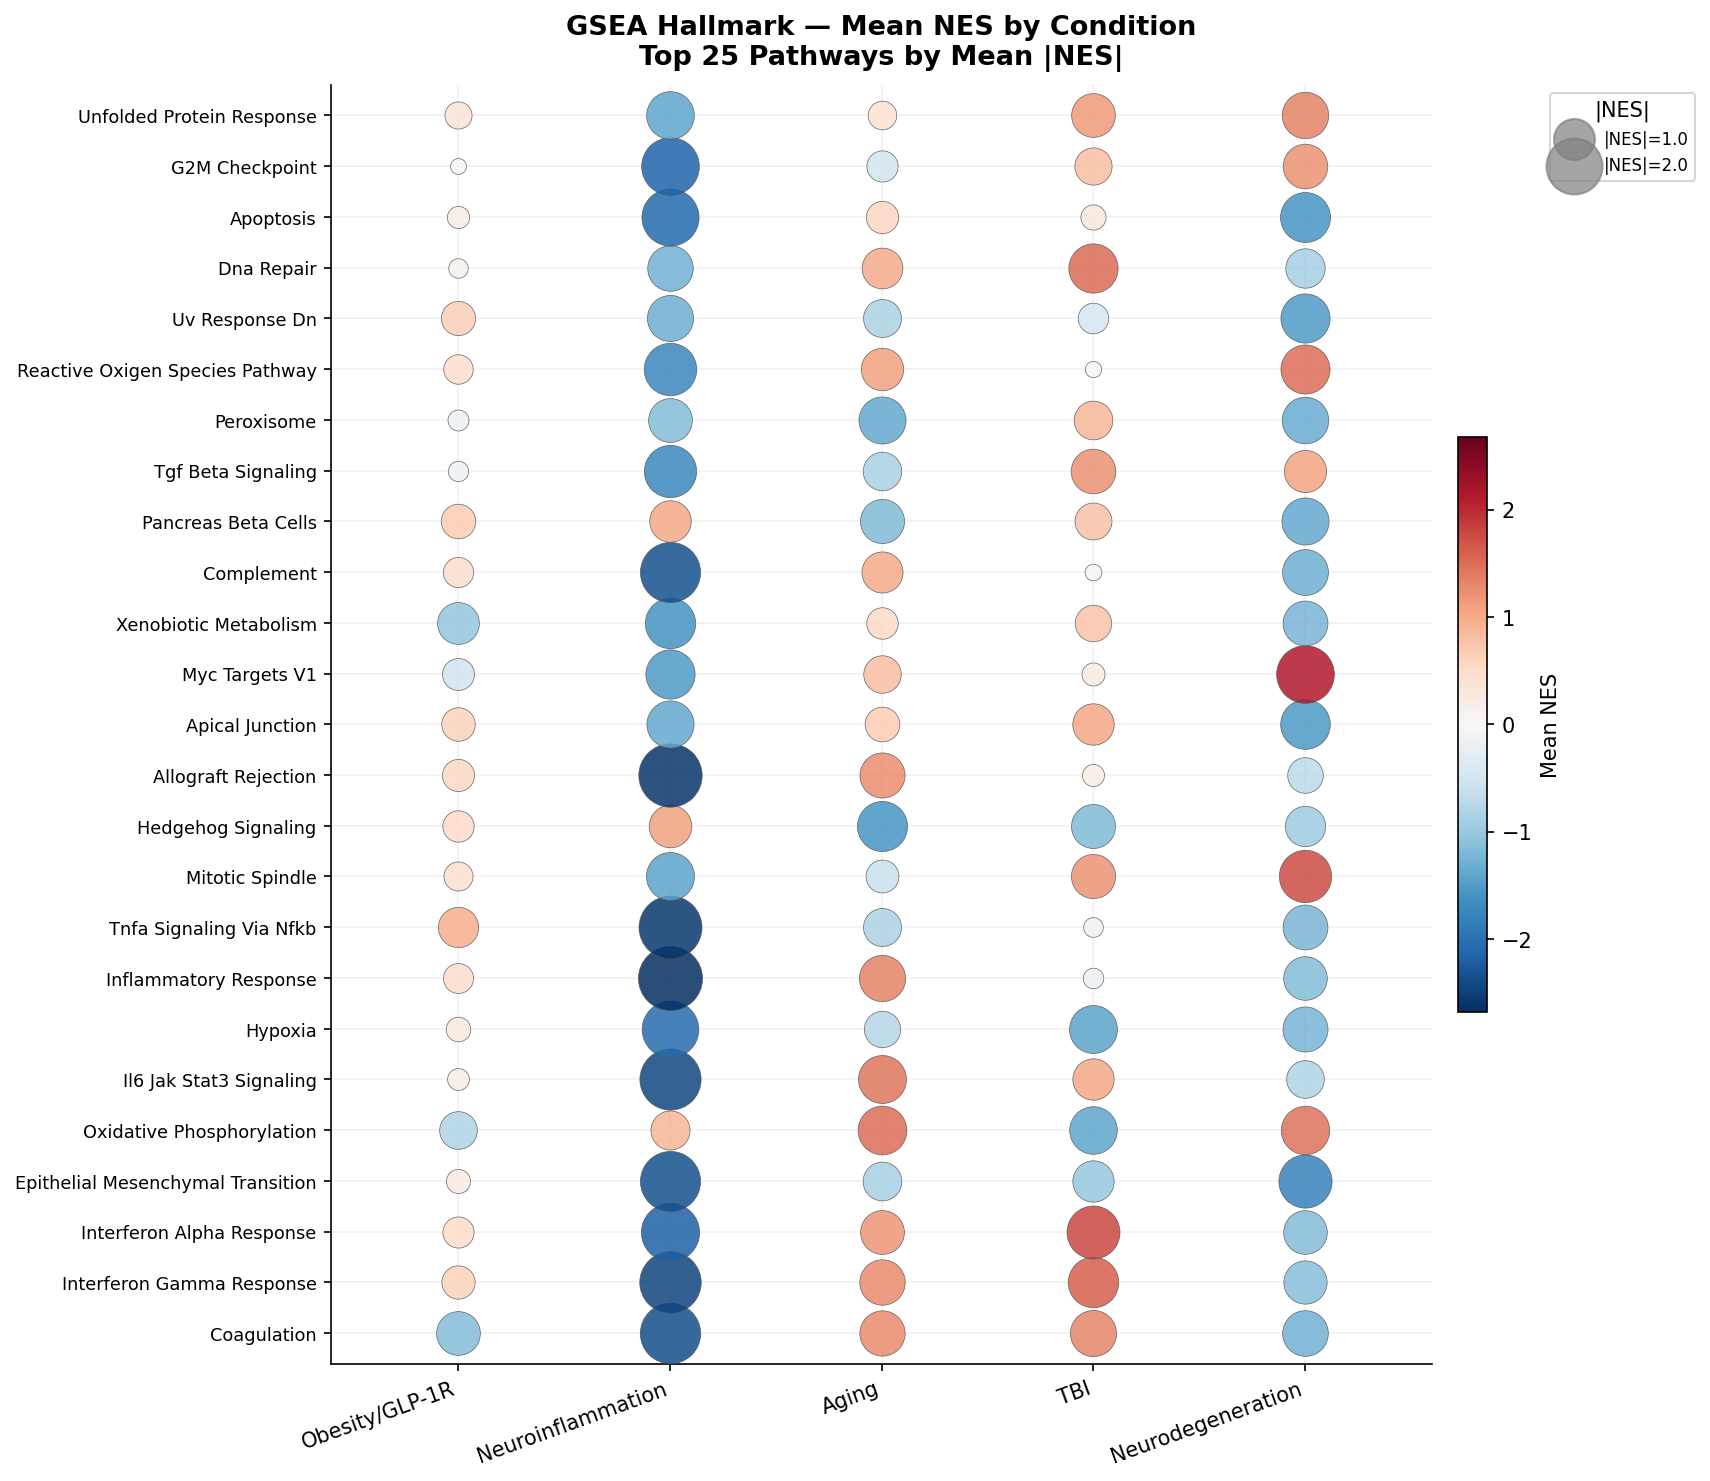 GSEA Hallmark — Mean NES by Condition
Top 25 Pathways by Mean |NES|
Unfolded Protein Response
G2M Checkpoint
Apoptosis
Dna Repair
Uv Response Dn
Reactive Oxigen Species Pathway
Peroxisome
Tgf Beta Signaling
Pancreas Beta Cells
Complement
Xenobiotic Metabolism
Myc Targets V1
Apical Junction
Allograft Rejection
Hedgehog Signaling
Mitotic Spindle
Tnfa Signaling Via Nfkb
Inflammatory Response
Hypoxia
Il6 Jak Stat3 Signaling
Oxidative Phosphorylation
Epithelial Mesenchymal Transition
Interferon Alpha Response
Interferon Gamma Response
Coagulation
Obesity/GLP-1R
Neuroinflammation
Aging
TBI
Neurodegeneration
|NES|
|NES|=1.0
|NES|=2.0
2
1
0
−1
−2
Mean NES